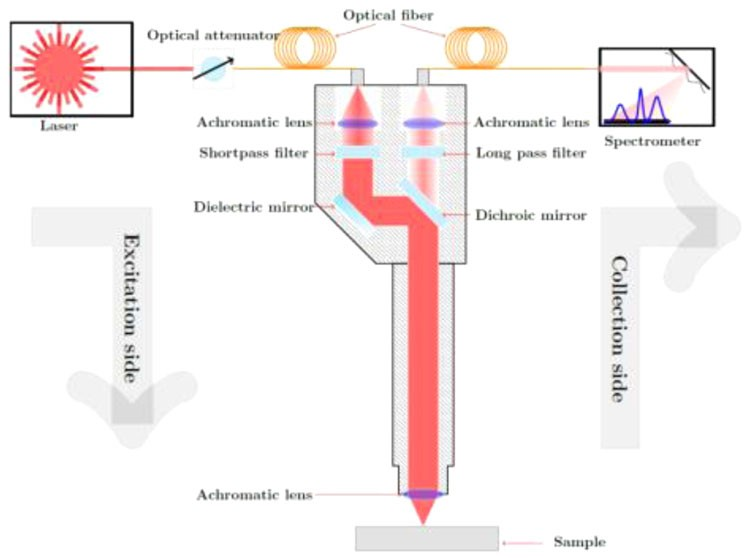 Optical fiber
Optical attenuator
Laser
Achromatic lens
Achromatic lens
Spectrometer
Shortpass filter
Long pass filter
Dielectric mirror
Dichroic mirror
Excitation side
Collection side
Achromatic lens
Sample